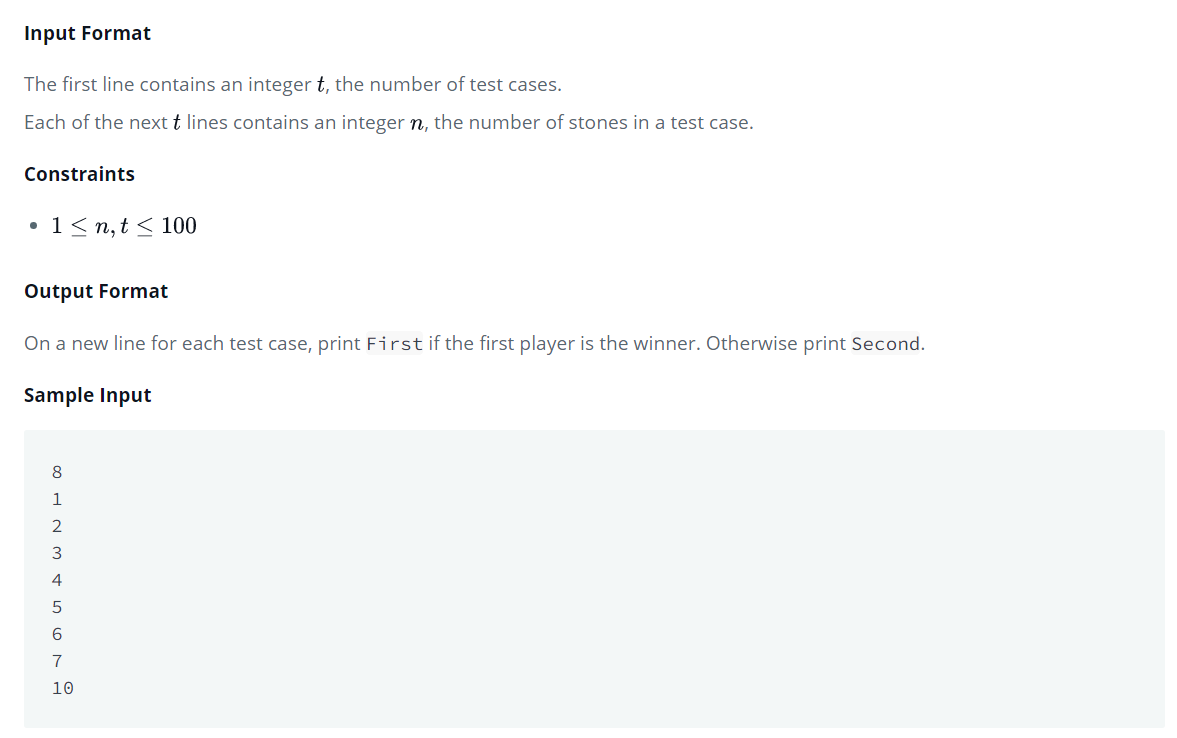 Input Format
The first line contains an integer t, the number of test cases.
Each of the next t lines contains an integer n, the number of stones in a test case.
Constraints
• 1 ≤ n, t ≤ 100
Output Format
On a new line for each test case, print First if the first player is the winner. Otherwise print Second.
Sample Input
8
1
2
3
4
5
6
7
10